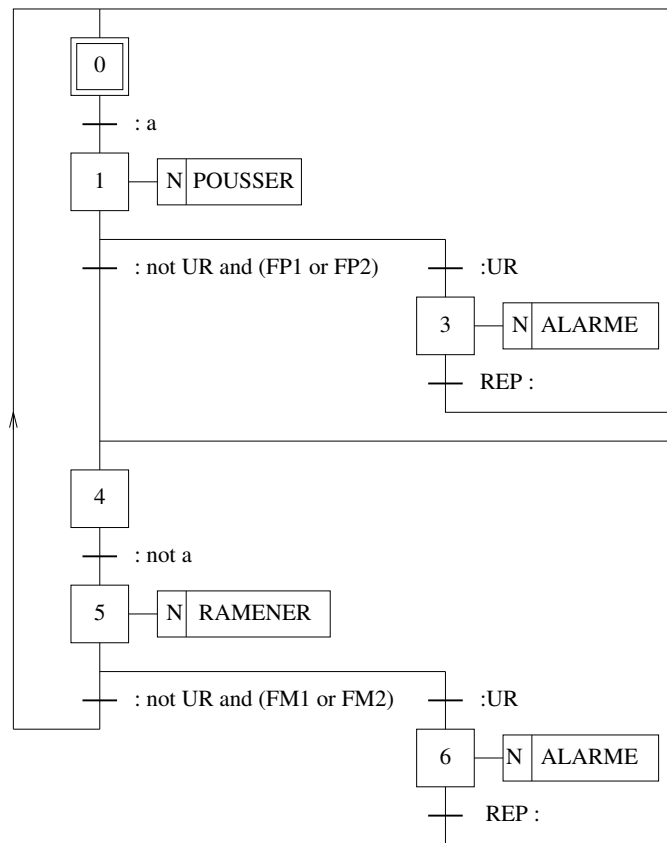 0
: a
1 N POUSSER
: not UR and (FP1 or FP2) :UR
3 N ALARME
REP :
4
: not a
5 N RAMENER
: not UR and (FM1 or FM2) :UR
6 N ALARME
REP :